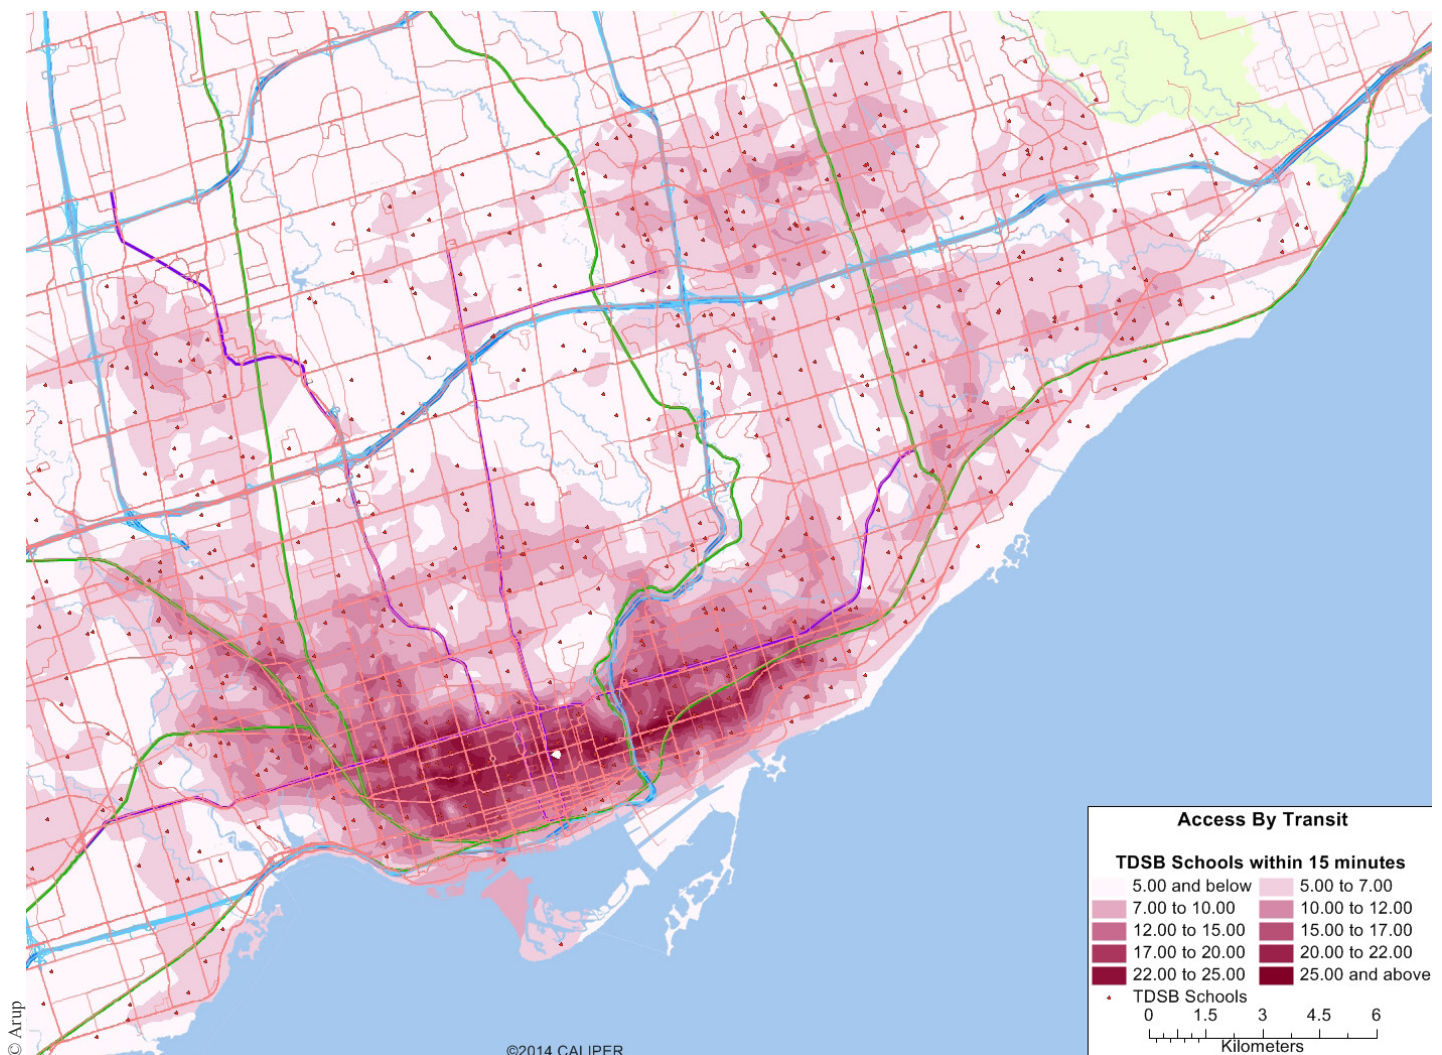 Access By Transit
TDSB Schools within 15 minutes
5.00 and below 5.00 to 7.00
7.00 to 10.00 10.00 to 12.00
12.00 to 15.00 15.00 to 17.00
17.00 to 20.00 20.00 to 22.00
22.00 to 25.00 25.00 and above
TDSB Schools
0 1.5 3 4.5 6
Kilometers
© Arup
©2014 CALIPER